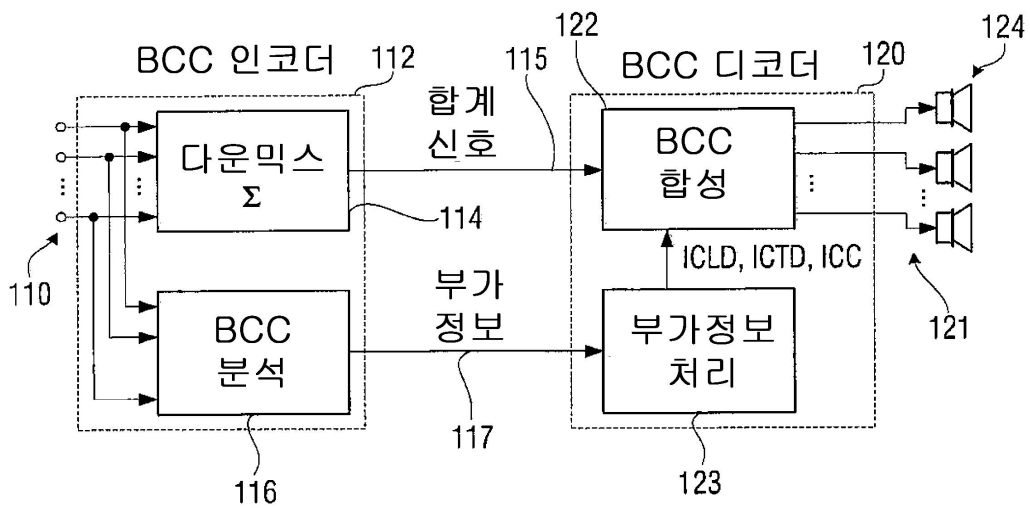 BCC 인코더
112
합계
신호
115
BCC 디코더
122
120
124
다운믹스
Σ
114
BCC
합성
110
ICLD, ICTD, ICC
121
BCC
분석
116
부가
정보
117
부가정보
처리
123